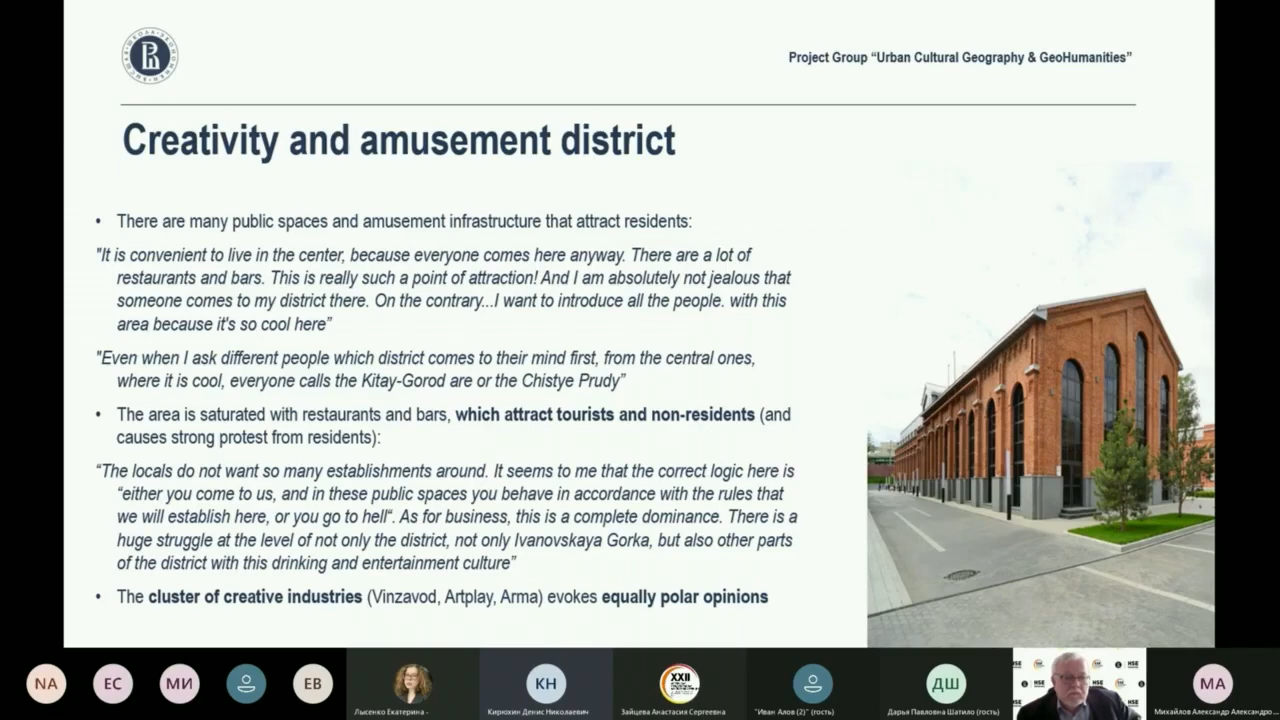 Project Group “Urban Cultural Geography & GeoHumanities”
Creativity and amusement district
• There are many public spaces and amusement infrastructure that attract residents:
"It is convenient to live in the center, because everyone comes here anyway. There are a lot of
restaurants and bars. This is really such a point of attraction! And I am absolutely not jealous that
someone comes to my district there. On the contrary...I want to introduce all the people. with this
area because it's so cool here”
"Even when I ask different people which district comes to their mind first, from the central ones,
where it is cool, everyone calls the Kitay-Gorod are or the Chistye Prudy”
• The area is saturated with restaurants and bars, which attract tourists and non-residents (and
causes strong protest from residents):
“The locals do not want so many establishments around. It seems to me that the correct logic here is
“either you come to us, and in these public spaces you behave in accordance with the rules that
we will establish here, or you go to hell“. As for business, this is a complete dominance. There is a
huge struggle at the level of not only the district, not only Ivanovskaya Gorka, but also other parts
of the district with this drinking and entertainment culture”
• The cluster of creative industries (Vinzavod, Artplay, Arma) evokes equally polar opinions
NA
ЕС
МИ
ЕВ
КН
XXII
ДШ
HSE
МА
Лысенко Екатерина -
Кирюхин Денис Николаевич
Зайцева Анастасия Сергеевна
"Иван Алов (2)" (гость)
Дарья Павловна Шатило (гость)
Михайлов Александр Александро...